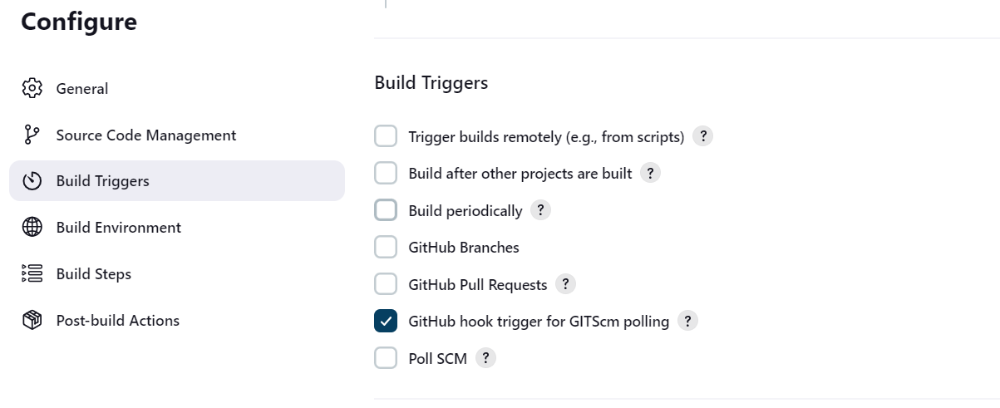 Configure
General
Source Code Management
Build Triggers
Build Environment
Build Steps
Post-build Actions
Build Triggers
Trigger builds remotely (e.g., from scripts) ?
Build after other projects are built ?
Build periodically ?
GitHub Branches
GitHub Pull Requests ?
GitHub hook trigger for GITScm polling ?
Poll SCM ?